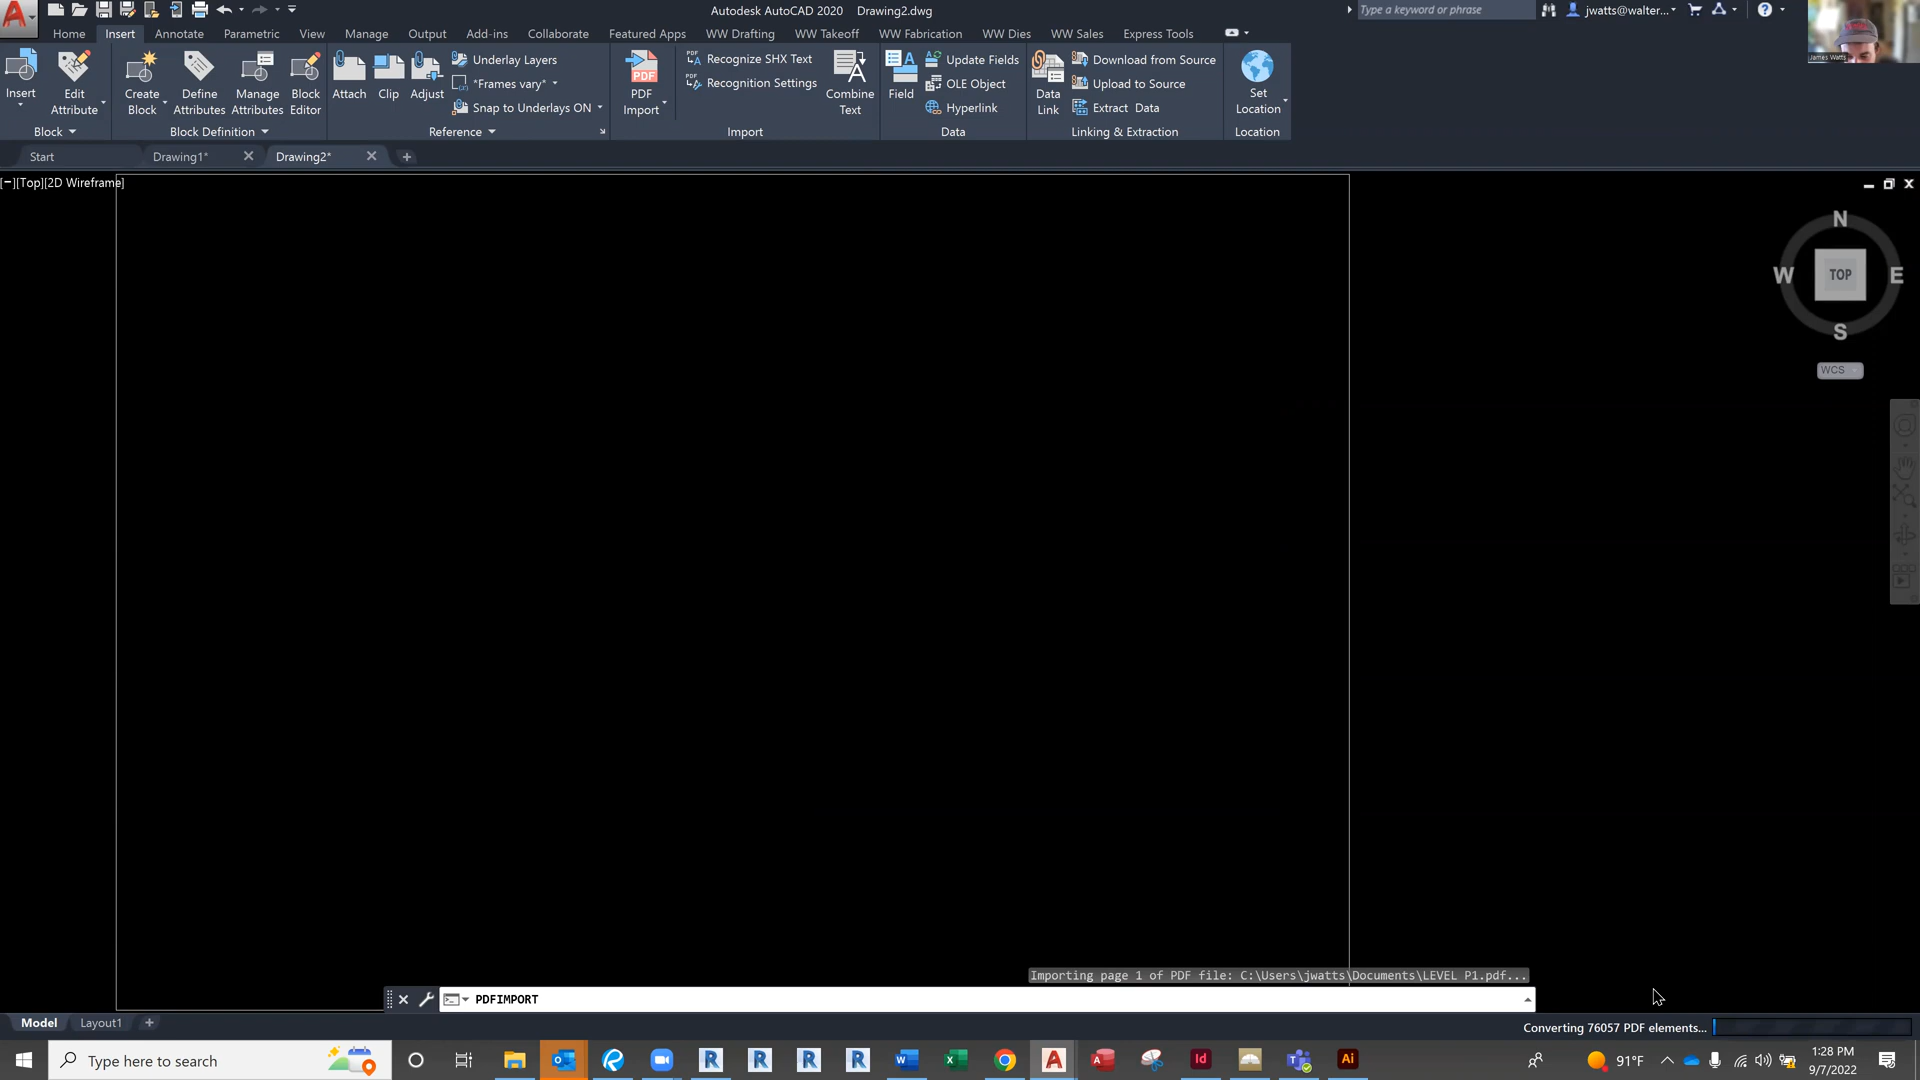 Autodesk AutoCAD 2020 Drawing2.dwg
Type a keyword or phrase
jwatts@walter...
James Watts
Home Insert Annotate Parametric View Manage Output Add-ins Collaborate Featured Apps WW Drafting WW Takeoff WW Fabrication WW Dies WW Sales Express Tools
Insert
Edit Attribute
Create Block
Define Attributes
Manage Attributes
Block Editor
Attach
Clip
Adjust
Underlay Layers
*Frames vary*
Snap to Underlays ON
PDF
PDF Import
Recognize SHX Text
Recognition Settings
Combine Text
Field
Update Fields
OLE Object
Hyperlink
Data Link
Download from Source
Upload to Source
Extract Data
Set Location
Block Block Definition Reference Import Data Linking & Extraction Location
Start Drawing1* Drawing2*
[−][Top][2D Wireframe]
N
W TOP E
S
WCS
Importing page 1 of PDF file: C:\Users\jwatts\Documents\LEVEL P1.pdf...
PDFIMPORT
Model Layout1
Converting 76057 PDF elements...
Type here to search
91°F
1:28 PM
9/7/2022